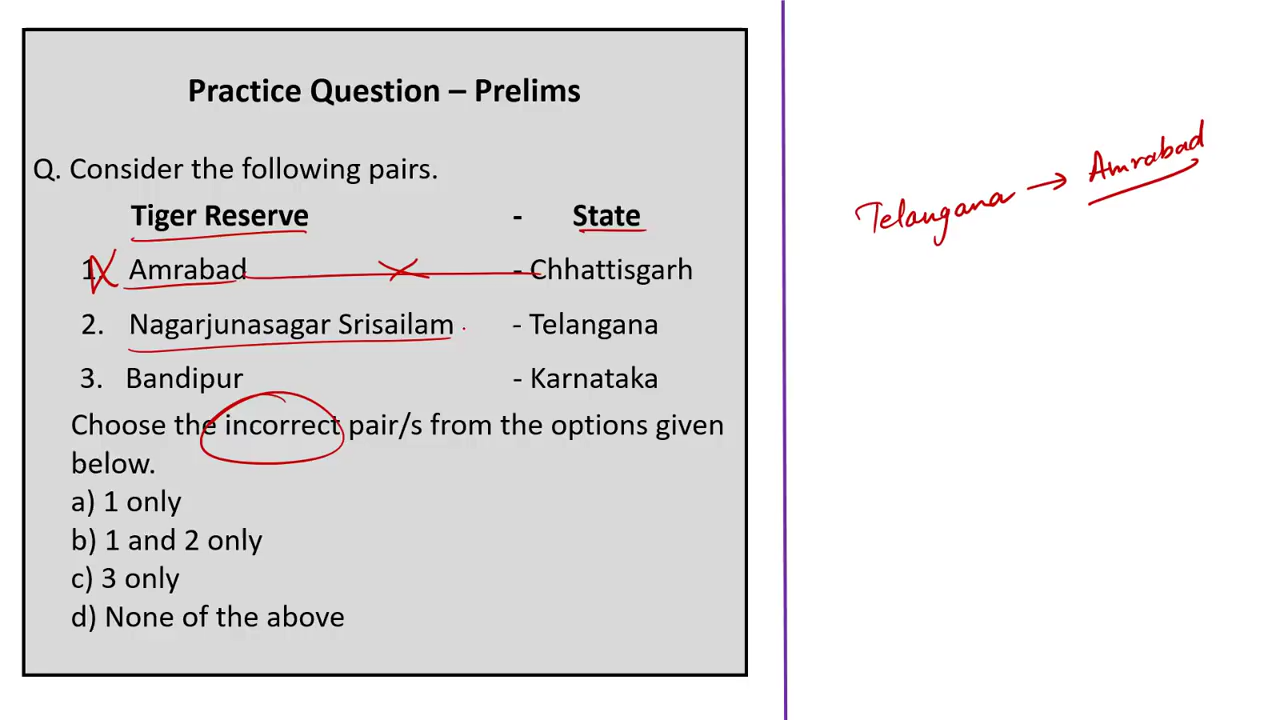 Practice Question – Prelims
Q. Consider the following pairs.
Tiger Reserve - State
1. Amrabad - Chhattisgarh
2. Nagarjunasagar Srisailam - Telangana
3. Bandipur - Karnataka
Choose the incorrect pair/s from the options given
below.
a) 1 only
b) 1 and 2 only
c) 3 only
d) None of the above
Telangana → Amrabad